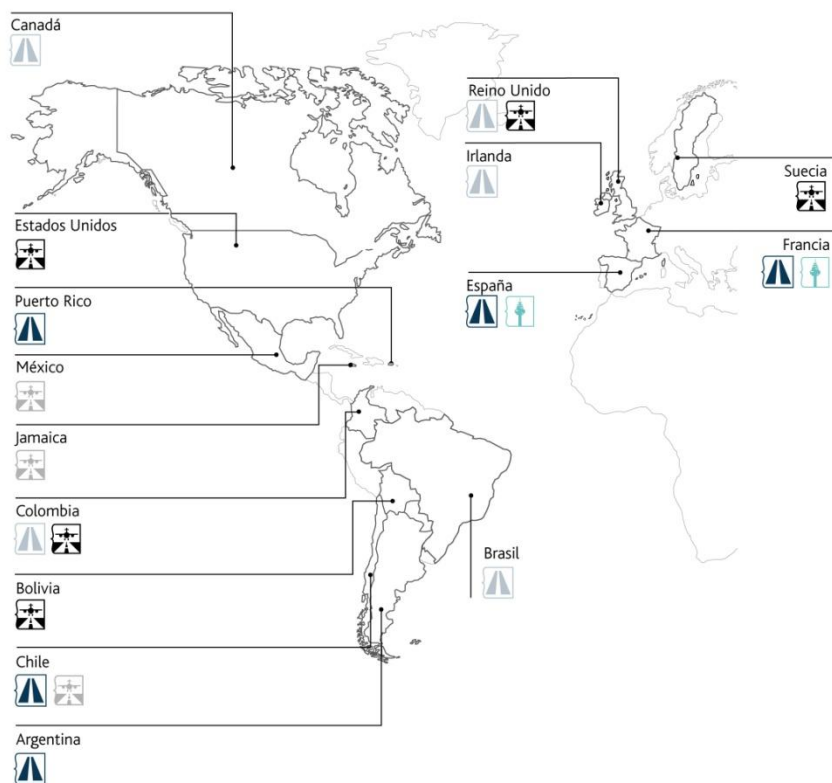 Canadá
Reino Unido
Irlanda
Suecia
Estados Unidos
Francia
España
Puerto Rico
México
Jamaica
Colombia
Brasil
Bolivia
Chile
Argentina